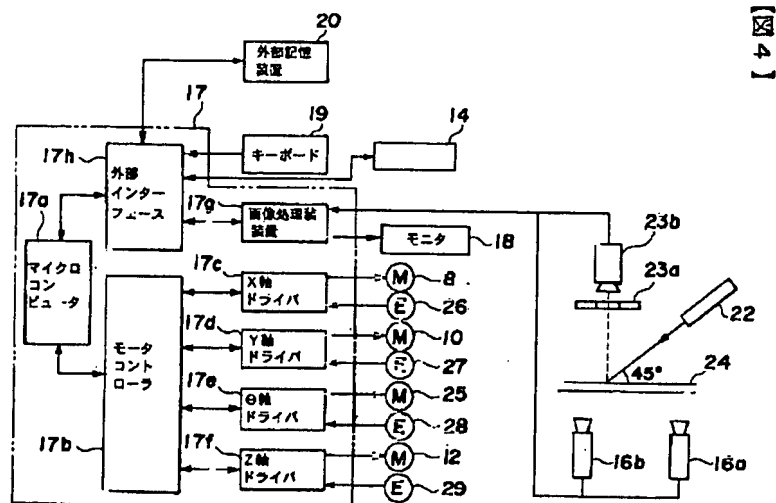 【図4】
20
外部記憶
装置
17
19
キーボード
14
17h
外部
インター
フェース
17a
マイクロ
コン
ピュータ
17g
画像処理装
装置
モニタ
18
23b
23a
22
45°
24
16b
16a
17c
X軸
ドライバ
M
8
E
26
17d
Y軸
ドライバ
M
10
E
27
モータ
コント
ローラ
17e
Θ軸
ドライバ
M
25
E
28
17b
17f
Z軸
ドライバ
M
12
E
29